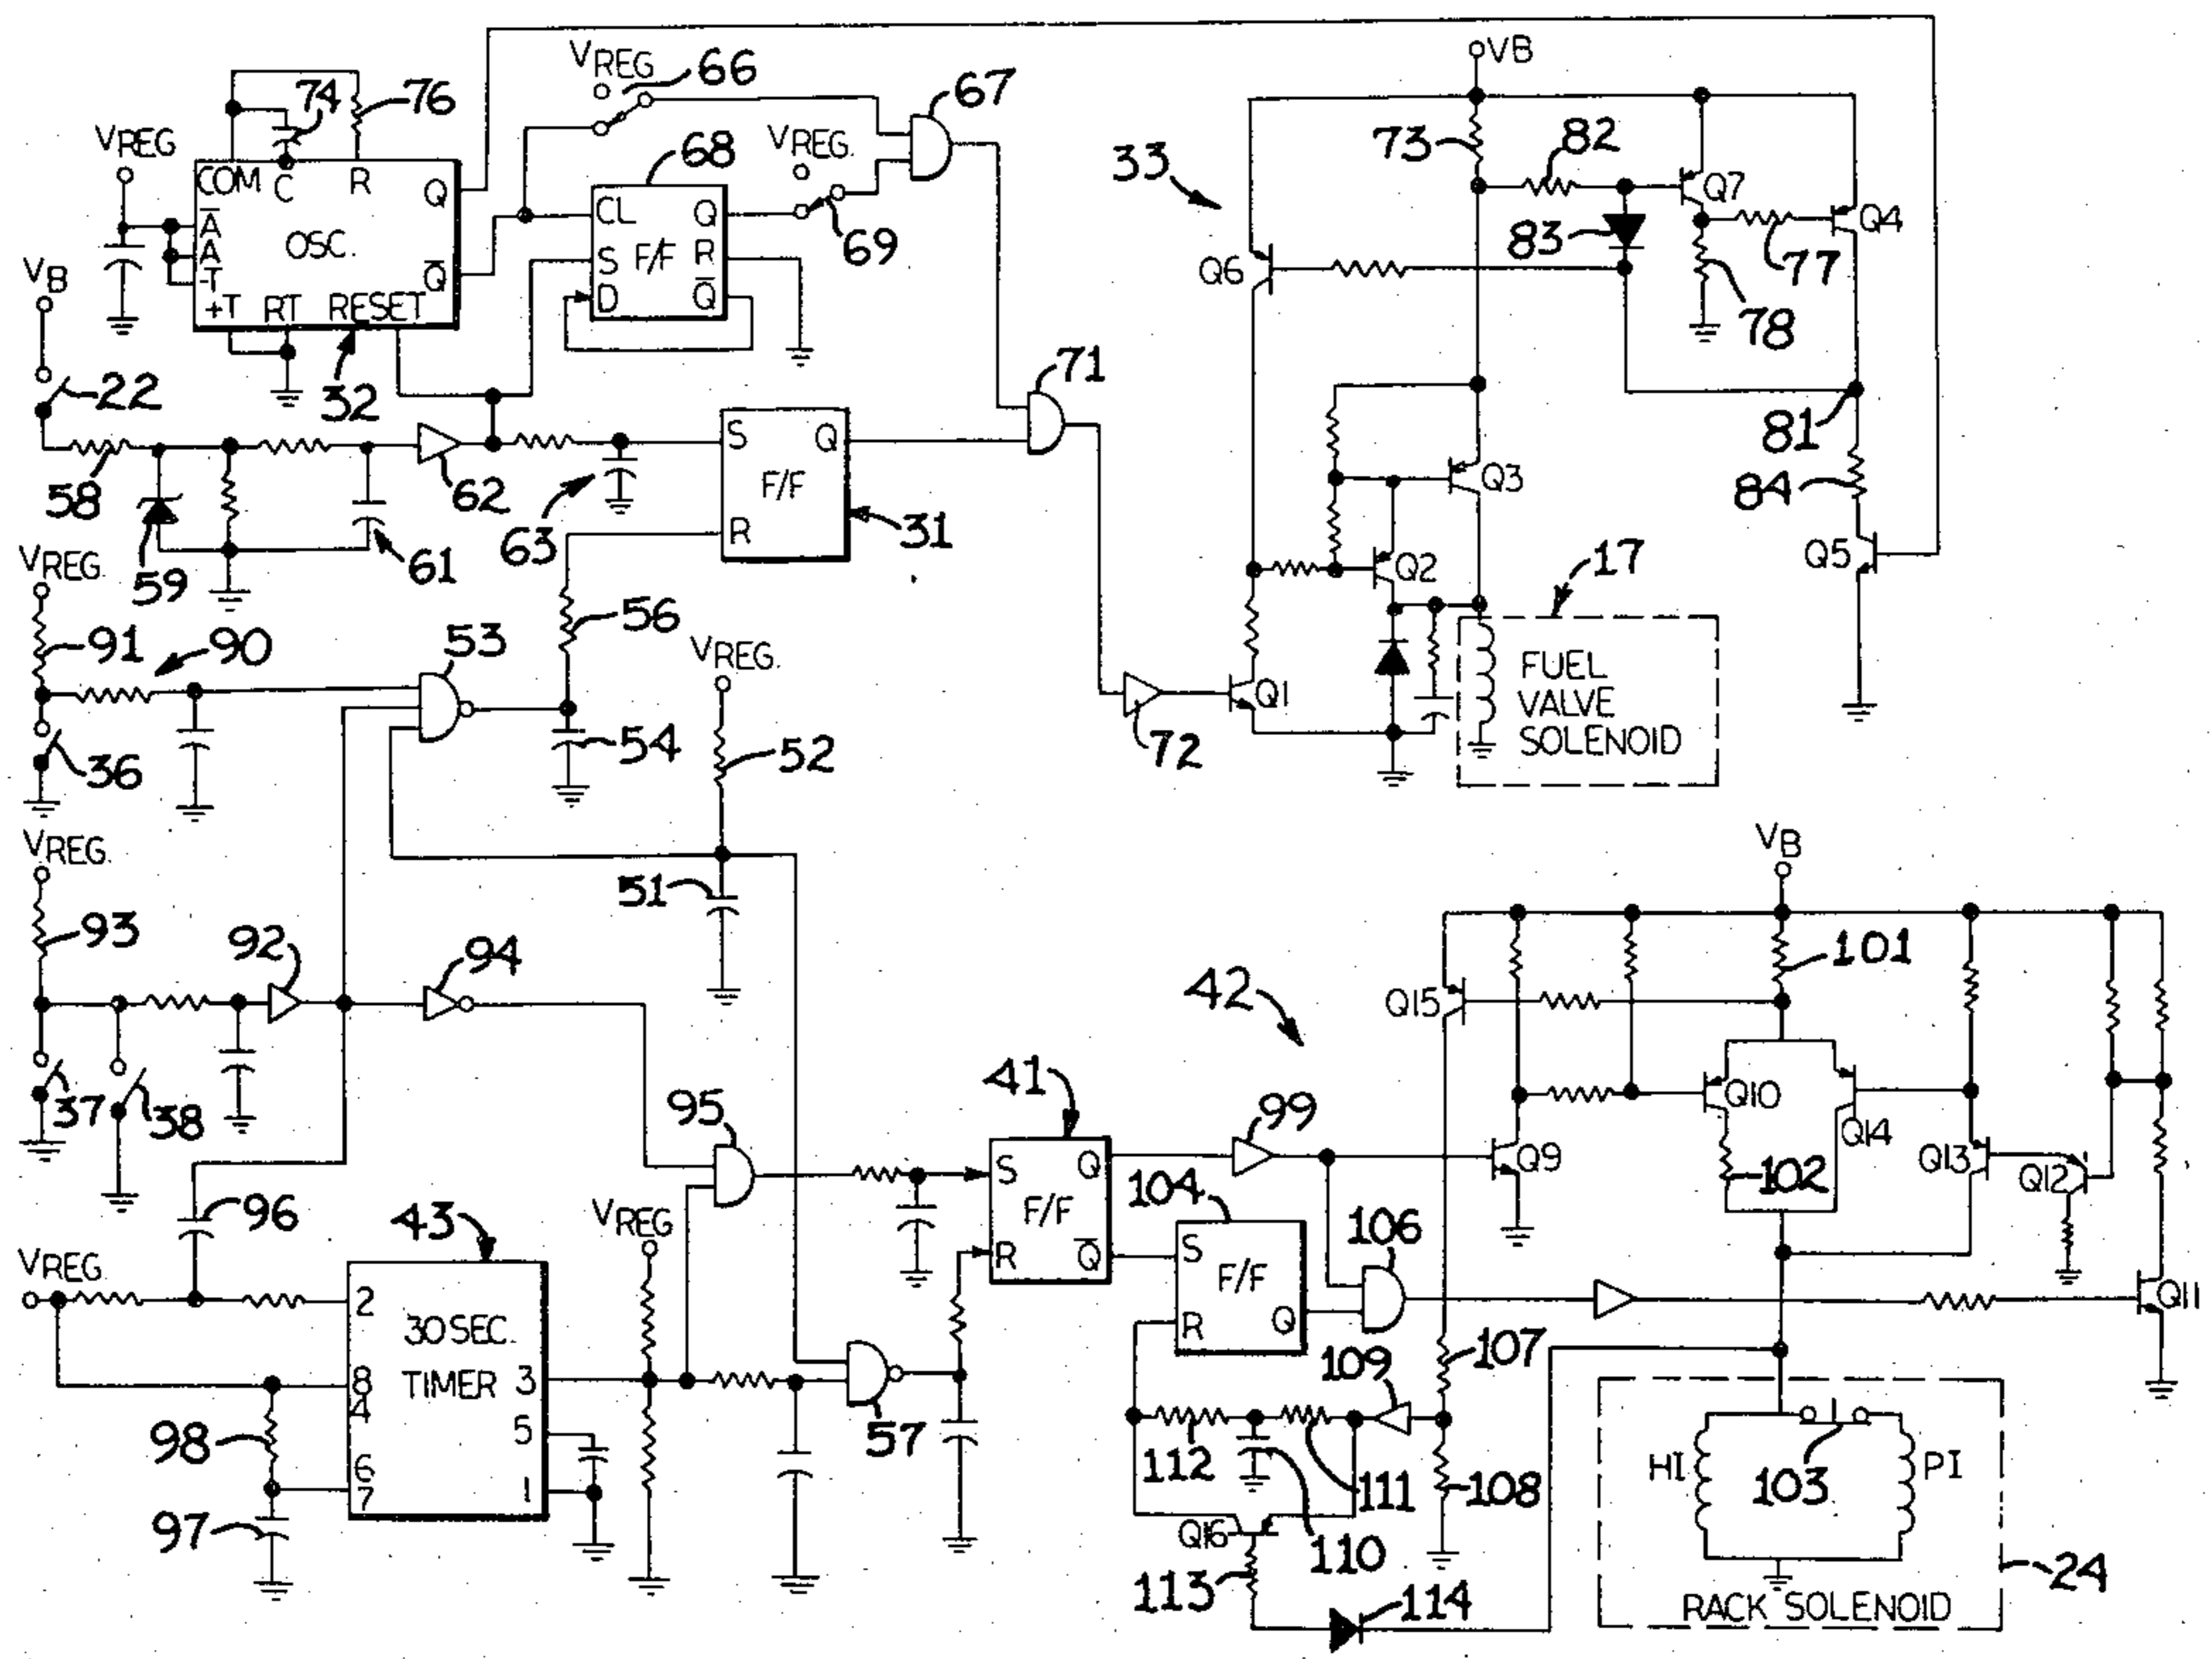 VREG 66
67
VB
74 76
VREG
VREG.
68
73
82
33
COM C R Q
A
A OSC.
-T
+T RT RESET Q
CL Q
S F/F R
D Q
69
Q7
Q4
83
77
Q6
78
VB
22
32
71
81
S Q
F/F
R
58
62
63
31
Q3
84
59
61
VREG.
Q5
17
Q2
91 90
53
56
VREG.
FUEL
VALVE
SOLENOID
Q1
36
54
52
72
VREG.
51
VB
93
92
94
101
42
Q15
37
38
95
41
99
Q10
Q14
S Q
F/F
R Q
Q9
102
Q13
Q12
104
96
43
VREG
106
S
F/F
R Q
VREG.
Q11
2
30SEC.
TIMER
8
4
3
5
6
7
1
109
107
98
57
112
111
108
HI
103
PI
97
Q16
110
113
114
24
RACK SOLENOID